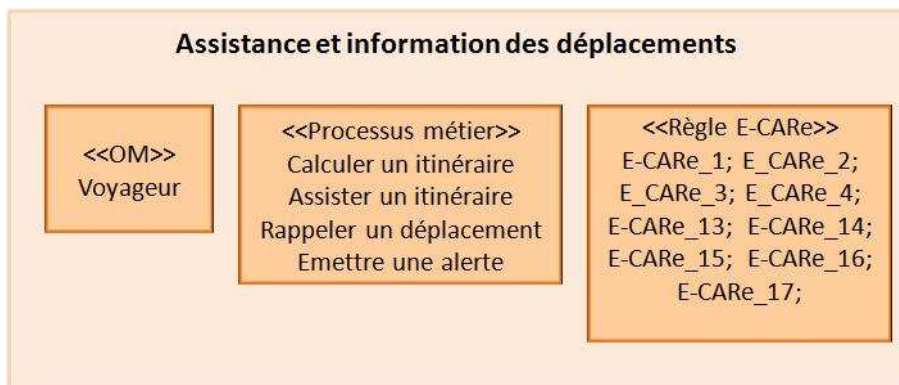 Assistance et information des déplacements
<<OM>>
Voyageur
<<Processus métier>>
Calculer un itinéraire
Assister un itinéraire
Rappeler un déplacement
Emettre une alerte
<<Règle E-CARe>>
E-CARe_1; E_CARe_2;
E_CARe_3; E_CARe_4;
E-CARe_13; E-CARe_14;
E-CARe_15; E-CARe_16;
E-CARe_17;